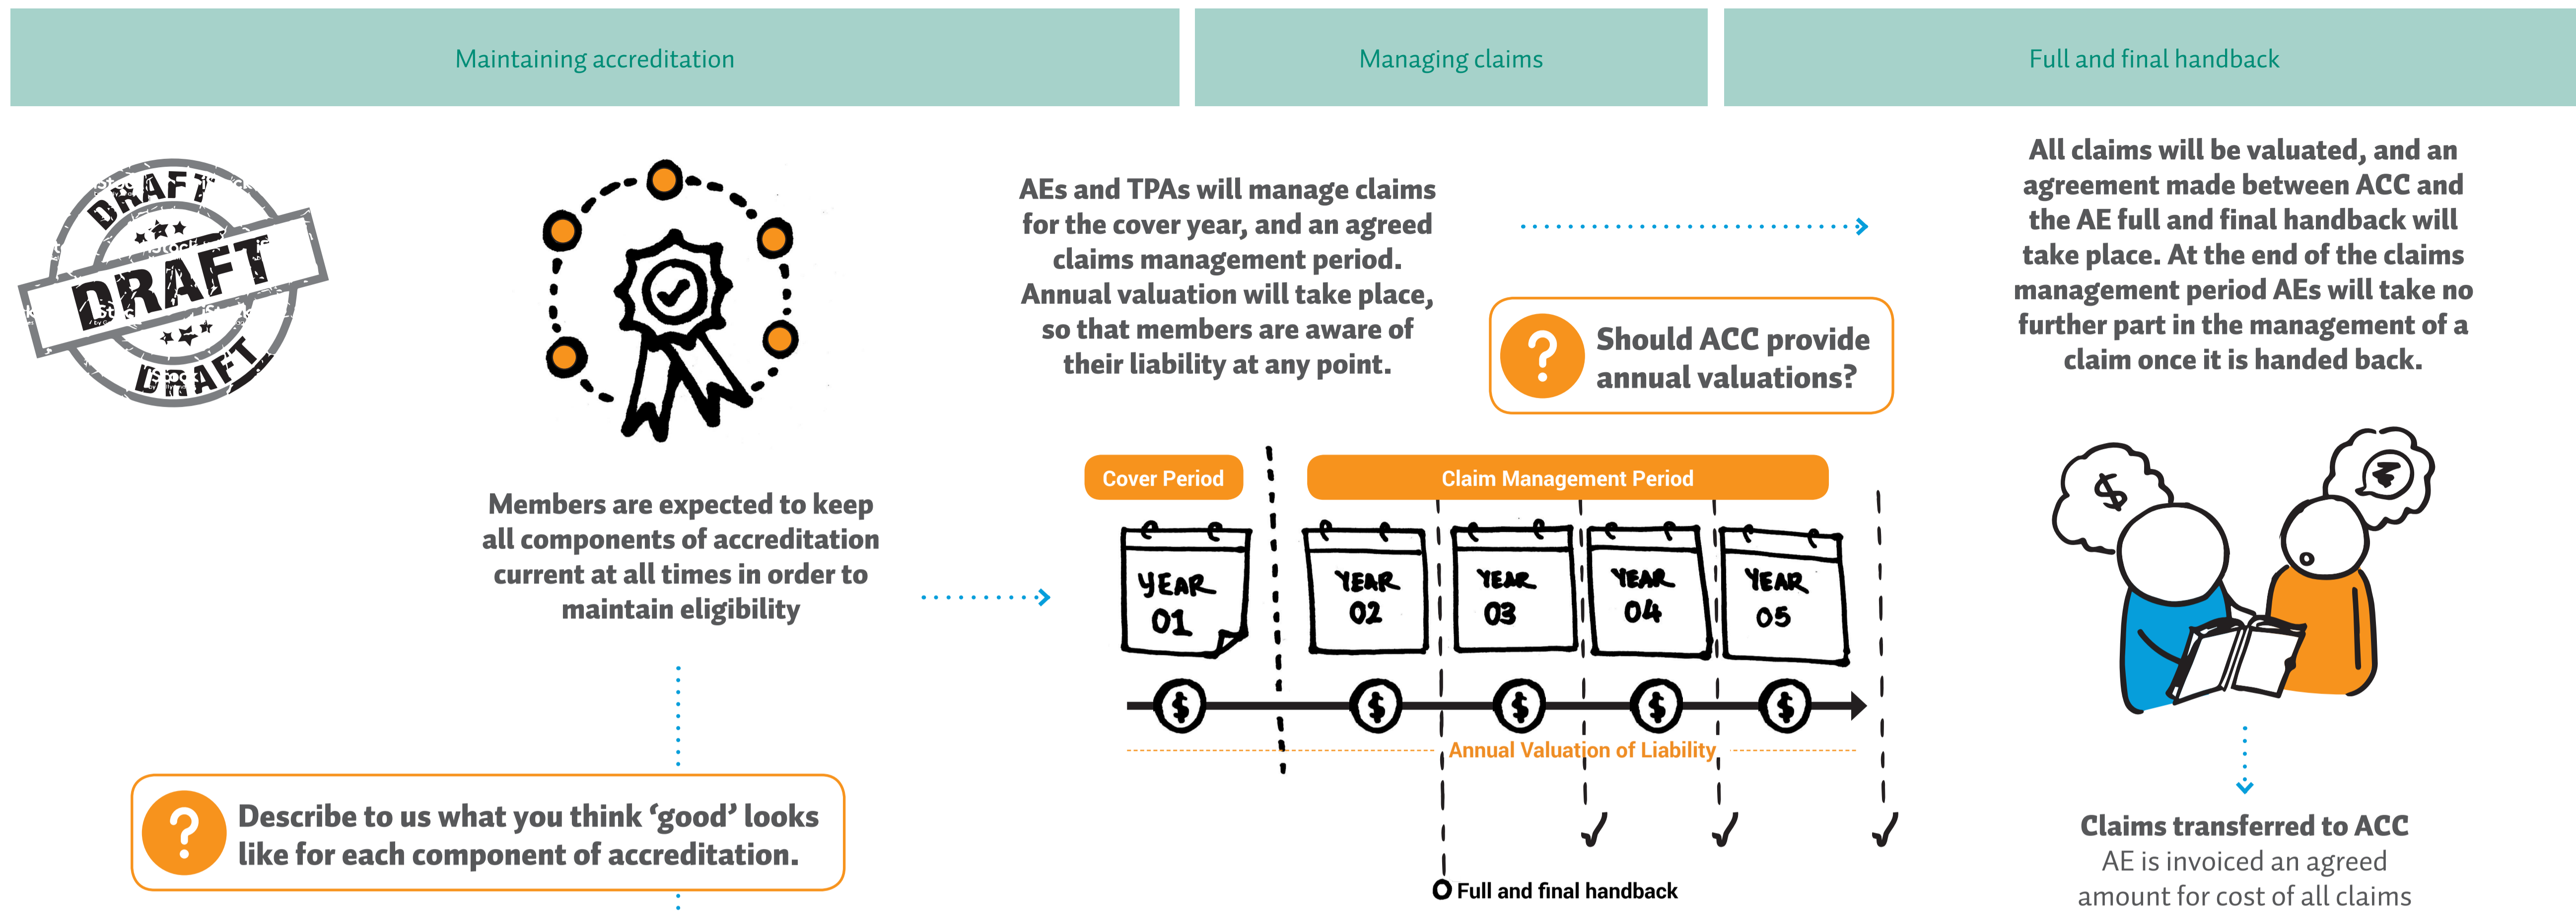 Maintaining accreditation
Managing claims
Full and final handback
DRAFT
DRAFT
DRAFT
Members are expected to keep
all components of accreditation
current at all times in order to
maintain eligibility
Describe to us what you think ‘good’ looks
like for each component of accreditation.
AEs and TPAs will manage claims
for the cover year, and an agreed
claims management period.
Annual valuation will take place,
so that members are aware of
their liability at any point.
Should ACC provide
annual valuations?
Cover Period
Claim Management Period
YEAR
01
YEAR
02
YEAR
03
YEAR
04
YEAR
05
$ $ $ $ $
Annual Valuation of Liability
Full and final handback
All claims will be valuated, and an
agreement made between ACC and
the AE full and final handback will
take place. At the end of the claims
management period AEs will take no
further part in the management of a
claim once it is handed back.
$
Claims transferred to ACC
AE is invoiced an agreed
amount for cost of all claims